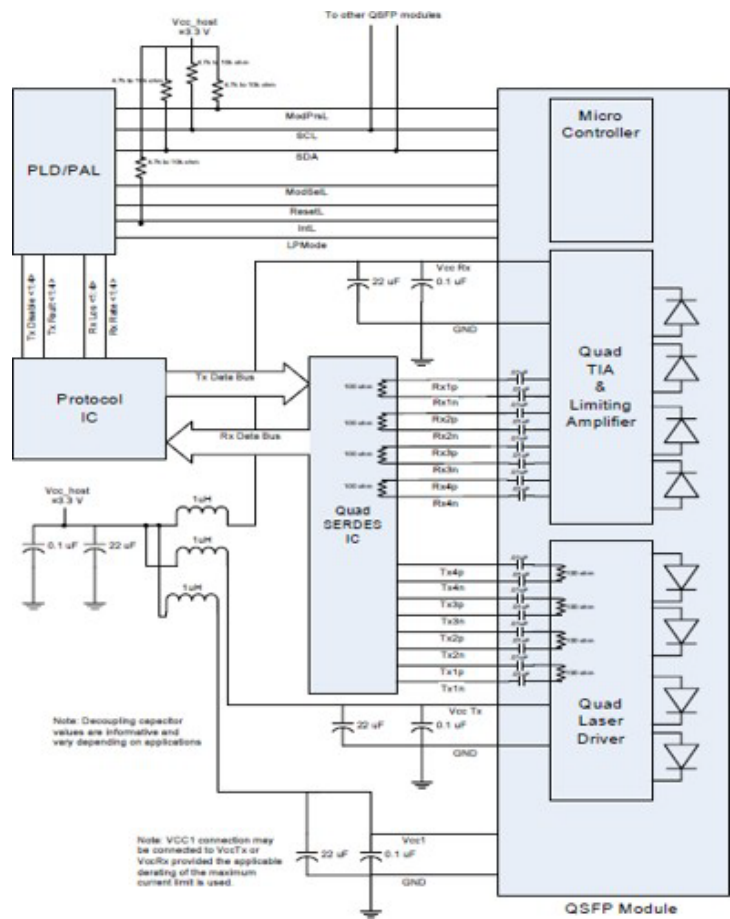 To other QSFP modules
Vcc_host
=3.3 V
4.7k to 10k ohm
4.7k to 10k ohm
4.7k to 10k ohm
4.7k to 10k ohm
PLD/PAL
ModPrsL
SCL
SDA
ModSelL
ResetL
IntL
LPMode
Micro
Controller
Tx Disable <1:4>
Tx Fault <1:4>
Rx Los <1:4>
Rx Rate <1:4>
Vcc Rx
22 uF
0.1 uF
GND
Quad
TIA
&
Limiting
Amplifier
Protocol
IC
Tx Data Bus
Rx Data Bus
100 ohm
100 ohm
100 ohm
100 ohm
Rx1p
Rx1n
Rx2p
Rx2n
Rx3p
Rx3n
Rx4p
Rx4n
Quad
SERDES
IC
Vcc_host
=3.3 V
0.1 uF
22 uF
1uH
1uH
1uH
Tx4p
Tx4n
Tx3p
Tx3n
Tx2p
Tx2n
Tx1p
Tx1n
100 ohm
100 ohm
100 ohm
100 ohm
Quad
Laser
Driver
Vcc Tx
22 uF
0.1 uF
GND
Note: Decoupling capacitor
values are informative and
vary depending on applications
Note: VCC1 connection may
be connected to VccTx or
VccRx provided the applicable
derating of the maximum
current limit is used.
Vcc1
22 uF
0.1 uF
GND
QSFP Module